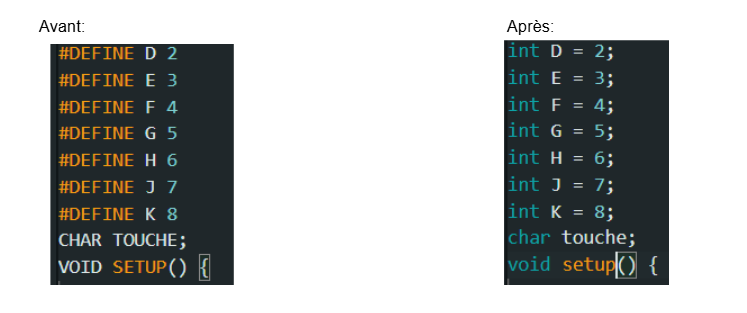 Avant:
#DEFINE D 2
#DEFINE E 3
#DEFINE F 4
#DEFINE G 5
#DEFINE H 6
#DEFINE J 7
#DEFINE K 8
CHAR TOUCHE;
VOID SETUP() {
Après:
int D = 2;
int E = 3;
int F = 4;
int G = 5;
int H = 6;
int J = 7;
int K = 8;
char touche;
void setup() {